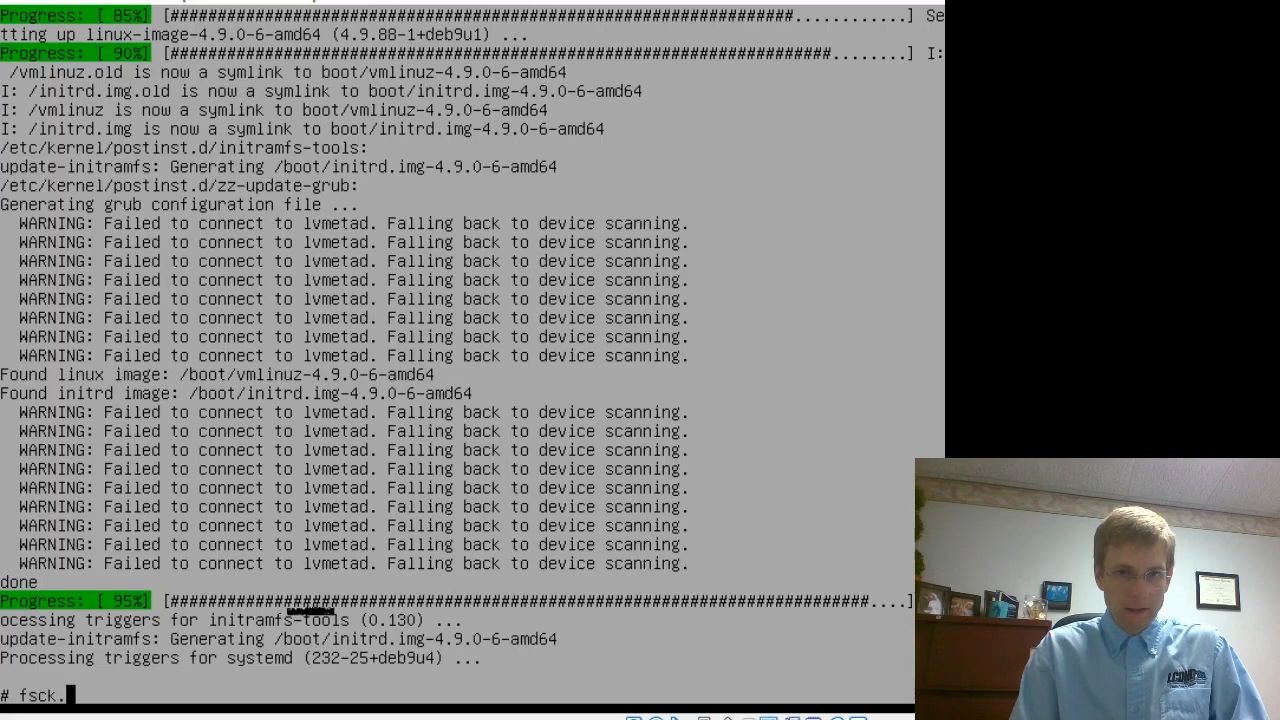 Progress: [ 85%] [##################################################################............] Se
tting up linux-image-4.9.0-6-amd64 (4.9.88-1+deb9u1) ...
Progress: [ 90%] [######################################################################........] I:
/vmlinuz.old is now a symlink to boot/vmlinuz-4.9.0-6-amd64
I: /initrd.img.old is now a symlink to boot/initrd.img-4.9.0-6-amd64
I: /vmlinuz is now a symlink to boot/vmlinuz-4.9.0-6-amd64
I: /initrd.img is now a symlink to boot/initrd.img-4.9.0-6-amd64
/etc/kernel/postinst.d/initramfs-tools:
update-initramfs: Generating /boot/initrd.img-4.9.0-6-amd64
/etc/kernel/postinst.d/zz-update-grub:
Generating grub configuration file ...
WARNING: Failed to connect to lvmetad. Falling back to device scanning.
WARNING: Failed to connect to lvmetad. Falling back to device scanning.
WARNING: Failed to connect to lvmetad. Falling back to device scanning.
WARNING: Failed to connect to lvmetad. Falling back to device scanning.
WARNING: Failed to connect to lvmetad. Falling back to device scanning.
WARNING: Failed to connect to lvmetad. Falling back to device scanning.
WARNING: Failed to connect to lvmetad. Falling back to device scanning.
WARNING: Failed to connect to lvmetad. Falling back to device scanning.
Found linux image: /boot/vmlinuz-4.9.0-6-amd64
Found initrd image: /boot/initrd.img-4.9.0-6-amd64
WARNING: Failed to connect to lvmetad. Falling back to device scanning.
WARNING: Failed to connect to lvmetad. Falling back to device scanning.
WARNING: Failed to connect to lvmetad. Falling back to device scanning.
WARNING: Failed to connect to lvmetad. Falling back to device scanning.
WARNING: Failed to connect to lvmetad. Falling back to device scanning.
WARNING: Failed to connect to lvmetad. Falling back to device scanning.
WARNING: Failed to connect to lvmetad. Falling back to device scanning.
WARNING: Failed to connect to lvmetad. Falling back to device scanning.
WARNING: Failed to connect to lvmetad. Falling back to device scanning.
done
Progress: [ 95%] [##########################################################################....]
ocessing triggers for initramfs-tools (0.130) ...
update-initramfs: Generating /boot/initrd.img-4.9.0-6-amd64
Processing triggers for systemd (232-25+deb9u4) ...
# fsck.